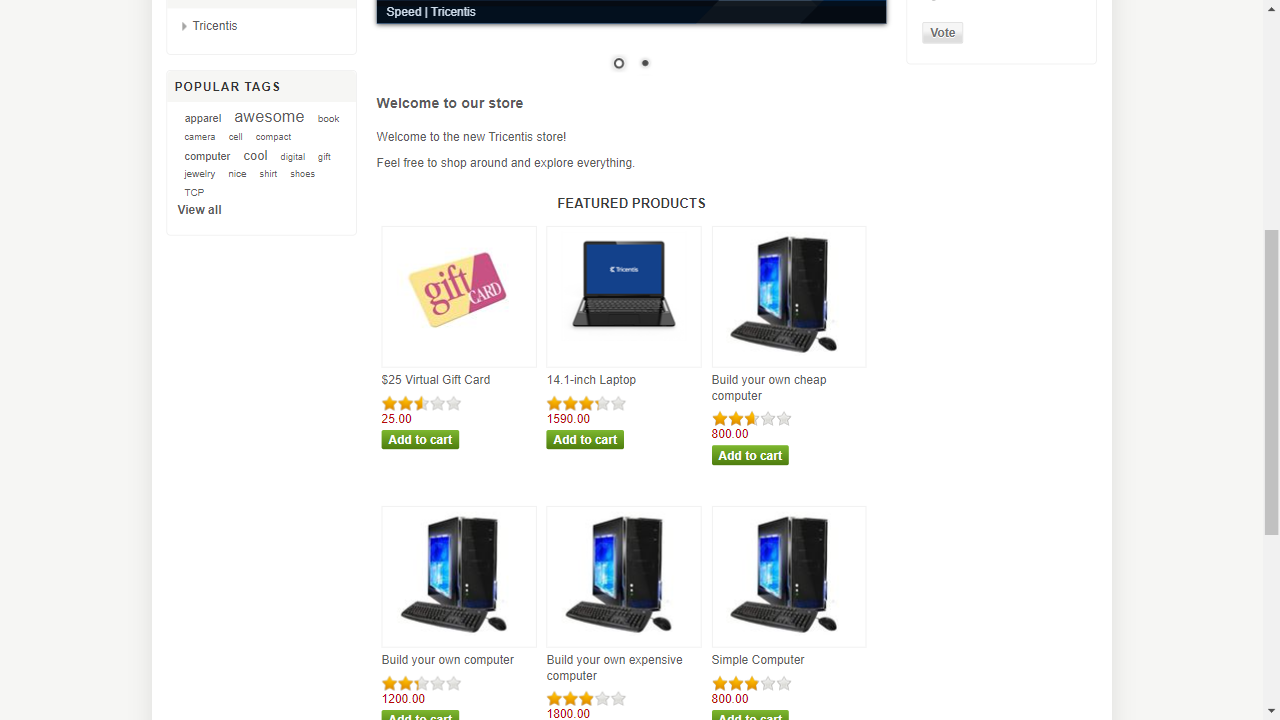 Tricentis
POPULAR TAGS
apparel awesome book
camera cell compact
computer cool digital gift
jewelry nice shirt shoes
TCP
View all
Speed | Tricentis
Welcome to our store
Welcome to the new Tricentis store!
Feel free to shop around and explore everything.
FEATURED PRODUCTS
gift CARD
$25 Virtual Gift Card
25.00
Add to cart
Tricentis
14.1-inch Laptop
1590.00
Add to cart
Build your own cheap
computer
800.00
Add to cart
Build your own computer
1200.00
Add to cart
Build your own expensive
computer
1800.00
Simple Computer
800.00
Add to cart
Vote